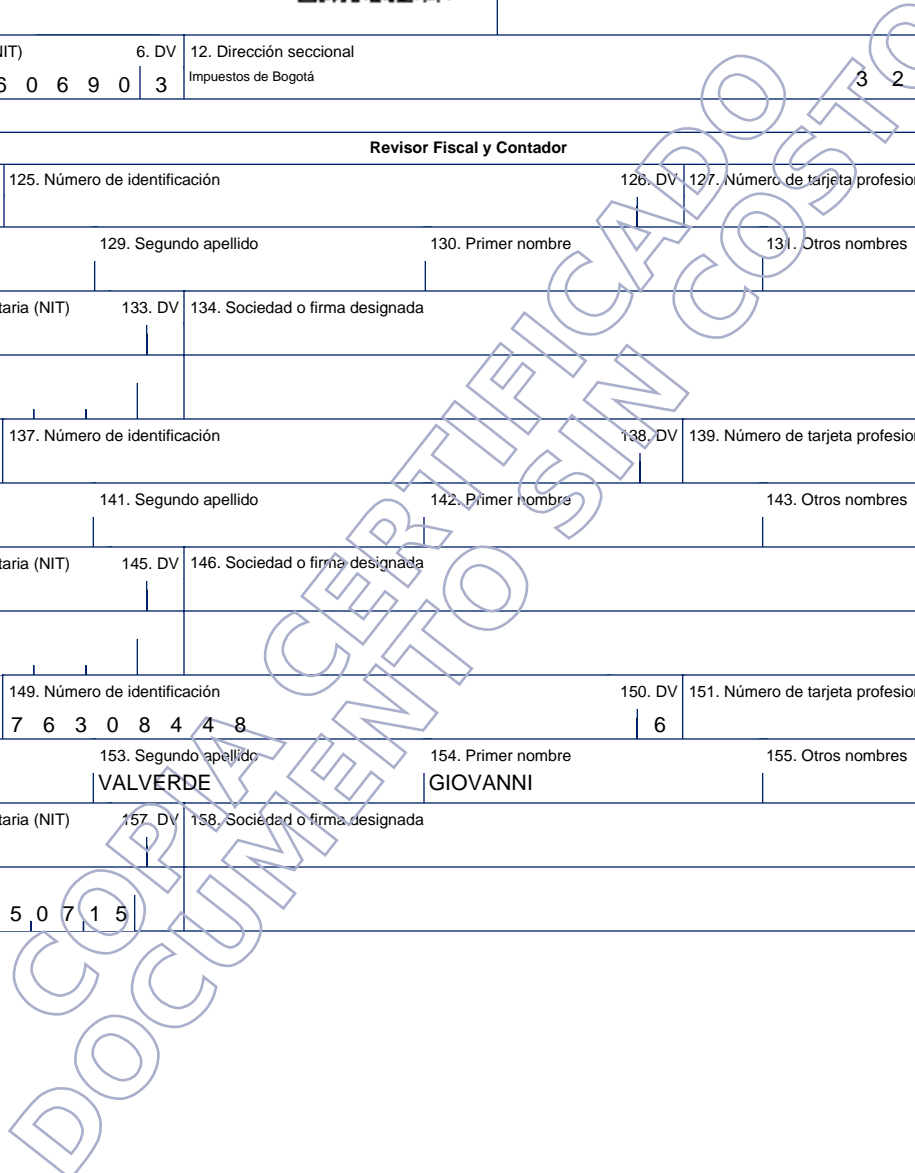 NIT) 6. DV 12. Dirección seccional
6 0 6 9 0 3 Impuestos de Bogotá 3 2
Revisor Fiscal y Contador
125. Número de identificación 126. DV 127. Número de tarjeta profesion
129. Segundo apellido 130. Primer nombre 131. Otros nombres
taria (NIT) 133. DV 134. Sociedad o firma designada
137. Número de identificación 138. DV 139. Número de tarjeta profesion
141. Segundo apellido 142. Primer nombre 143. Otros nombres
taria (NIT) 145. DV 146. Sociedad o firma designada
149. Número de identificación 150. DV 151. Número de tarjeta profesion
7 6 3 0 8 4 4 8 6
153. Segundo apellido 154. Primer nombre 155. Otros nombres
VALVERDE GIOVANNI
taria (NIT) 157. DV 158. Sociedad o firma designada
5 0 7 1 5
COPIA CERTIFICADO
DOCUMENTO SIN COSTO